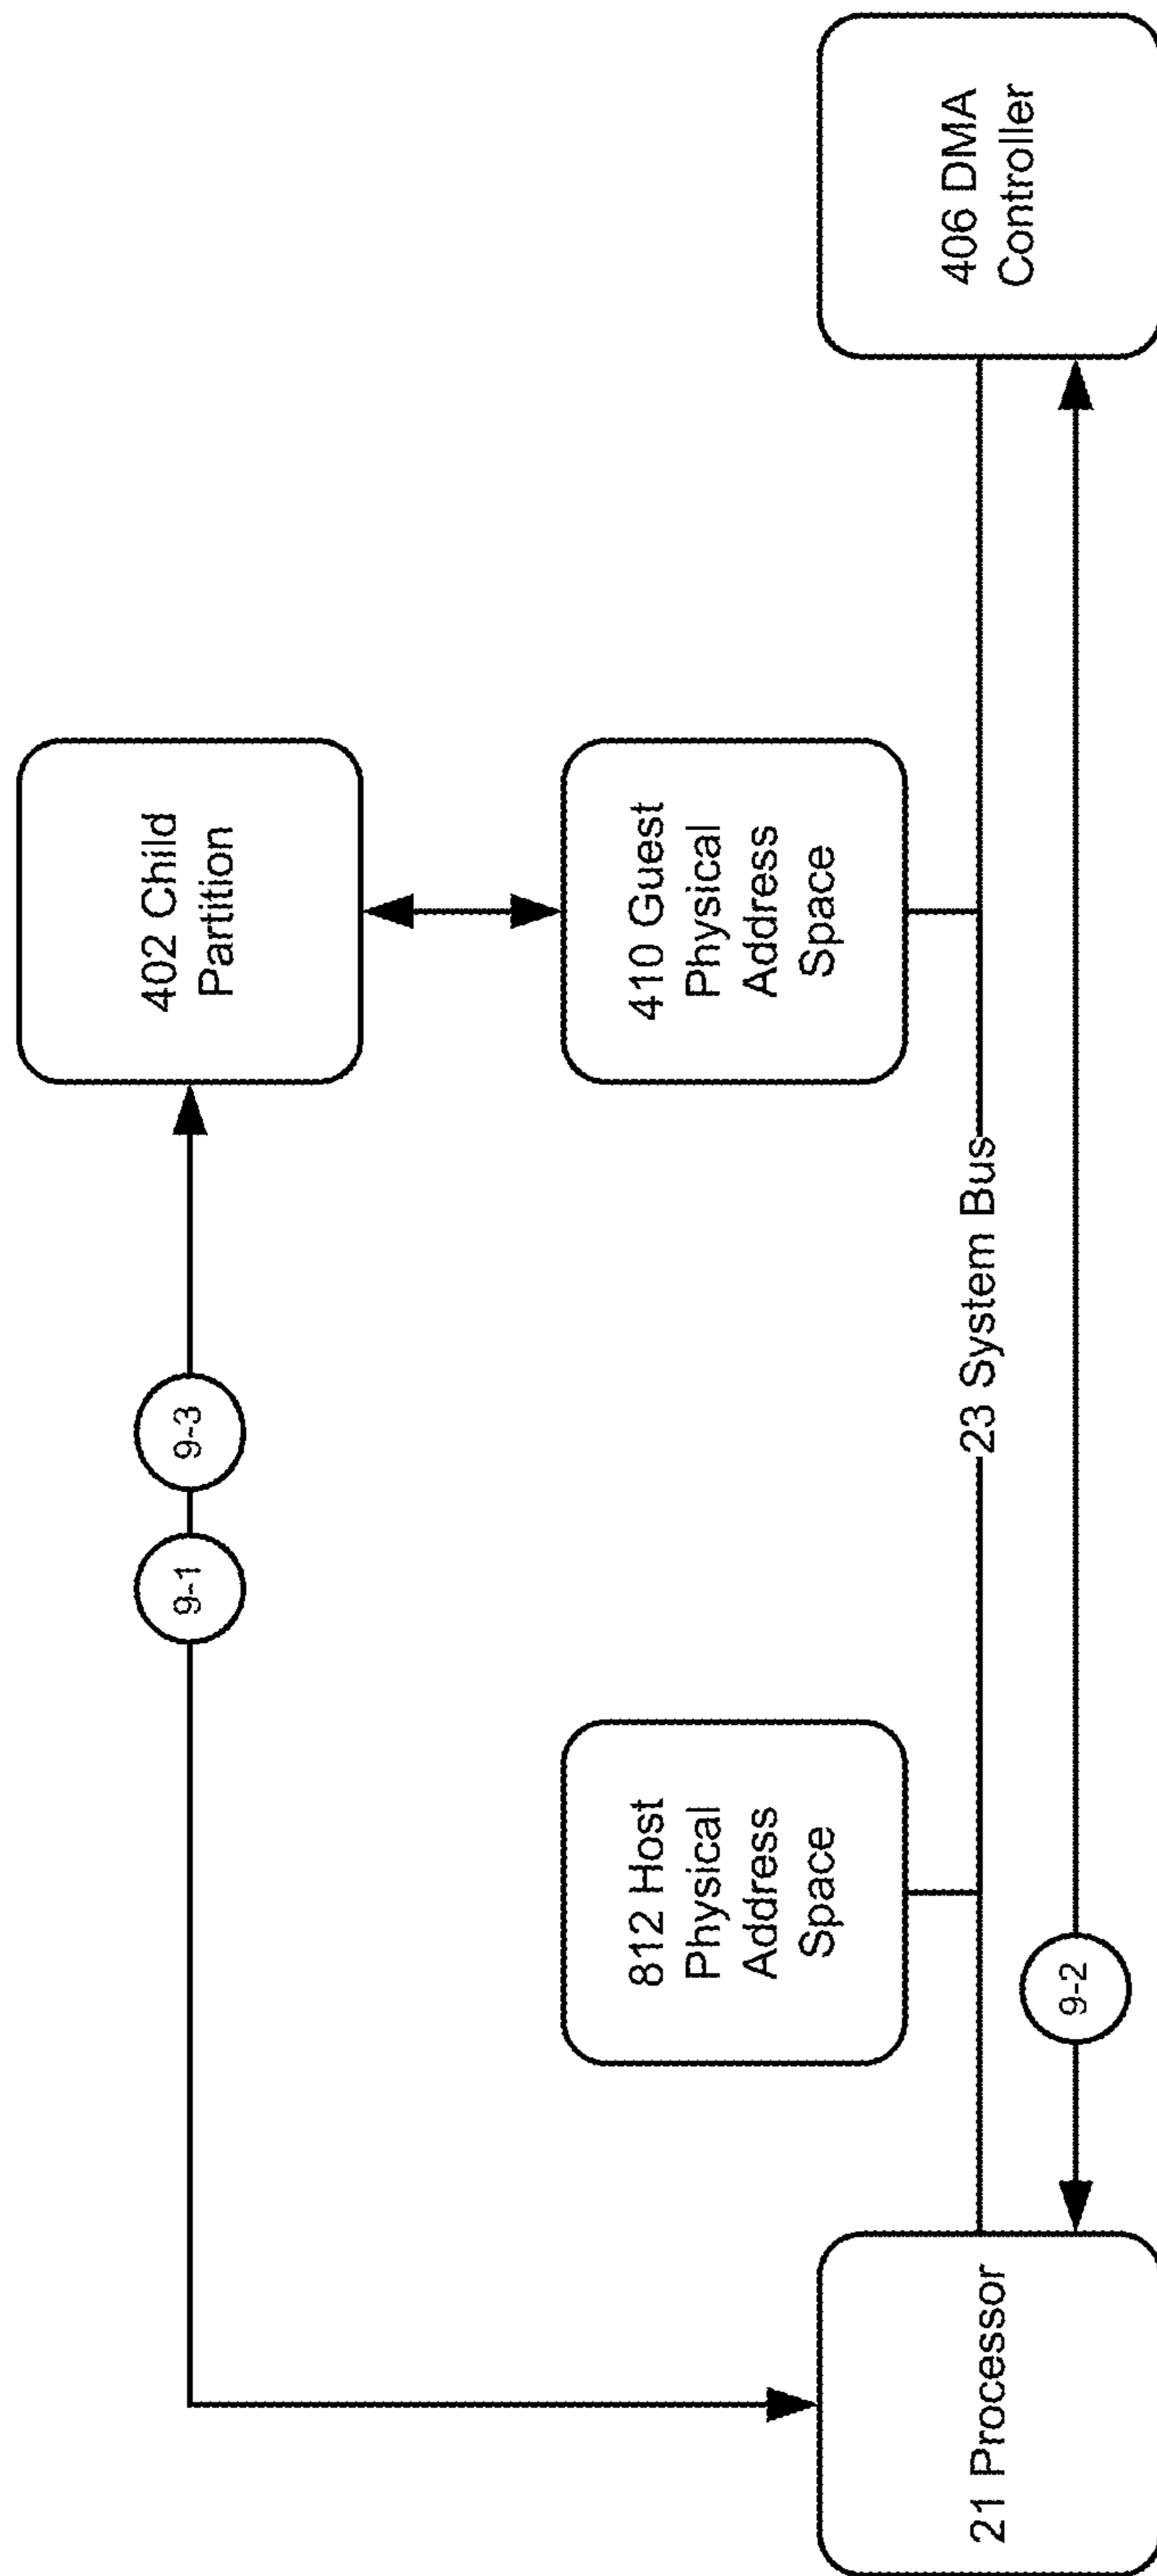 402 Child
Partition
9-1
9-3
812 Host
Physical
Address
Space
410 Guest
Physical
Address
Space
21 Processor
23 System Bus
406 DMA
Controller
9-2